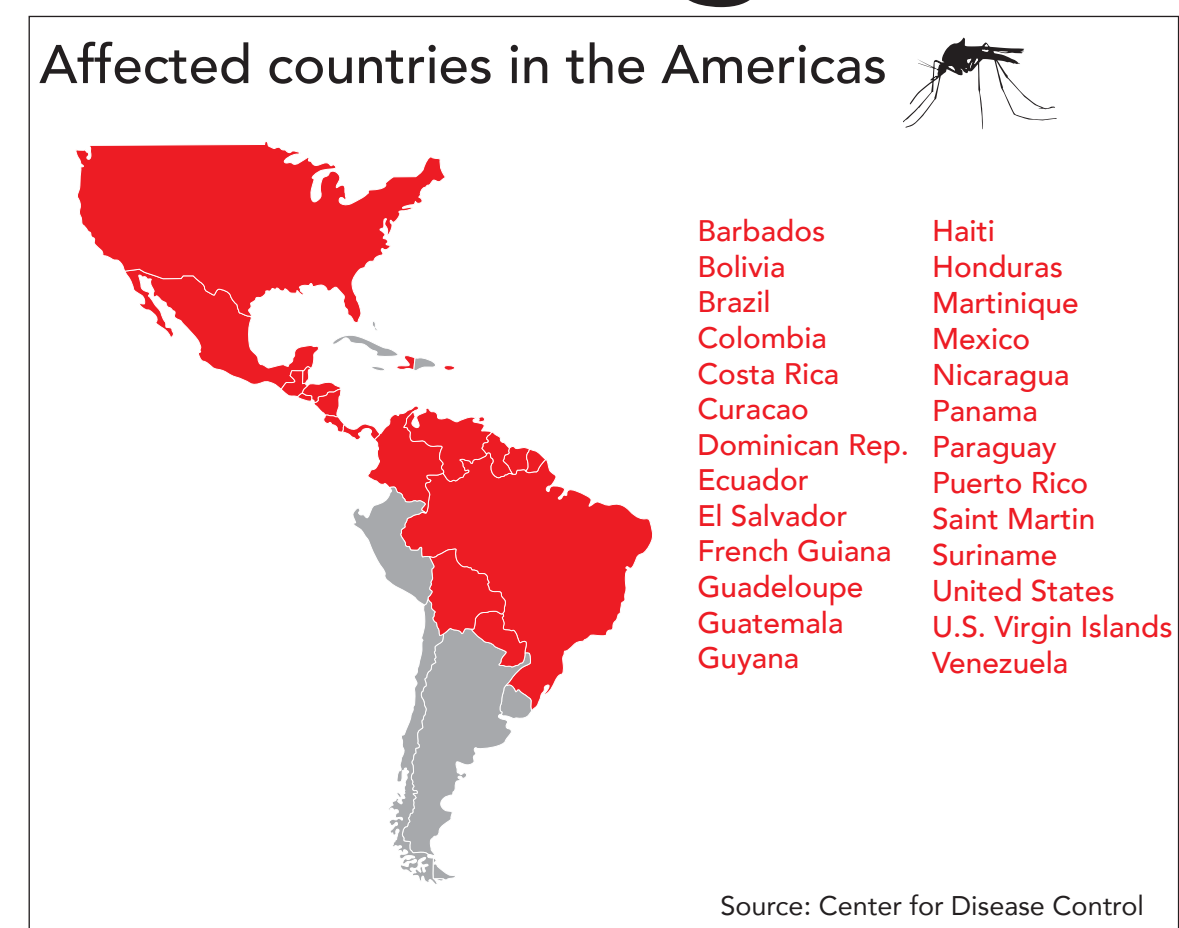 Affected countries in the Americas
Barbados
Bolivia
Brazil
Colombia
Costa Rica
Curacao
Dominican Rep.
Ecuador
El Salvador
French Guiana
Guadeloupe
Guatemala
Guyana
Haiti
Honduras
Martinique
Mexico
Nicaragua
Panama
Paraguay
Puerto Rico
Saint Martin
Suriname
United States
U.S. Virgin Islands
Venezuela
Source: Center for Disease Control